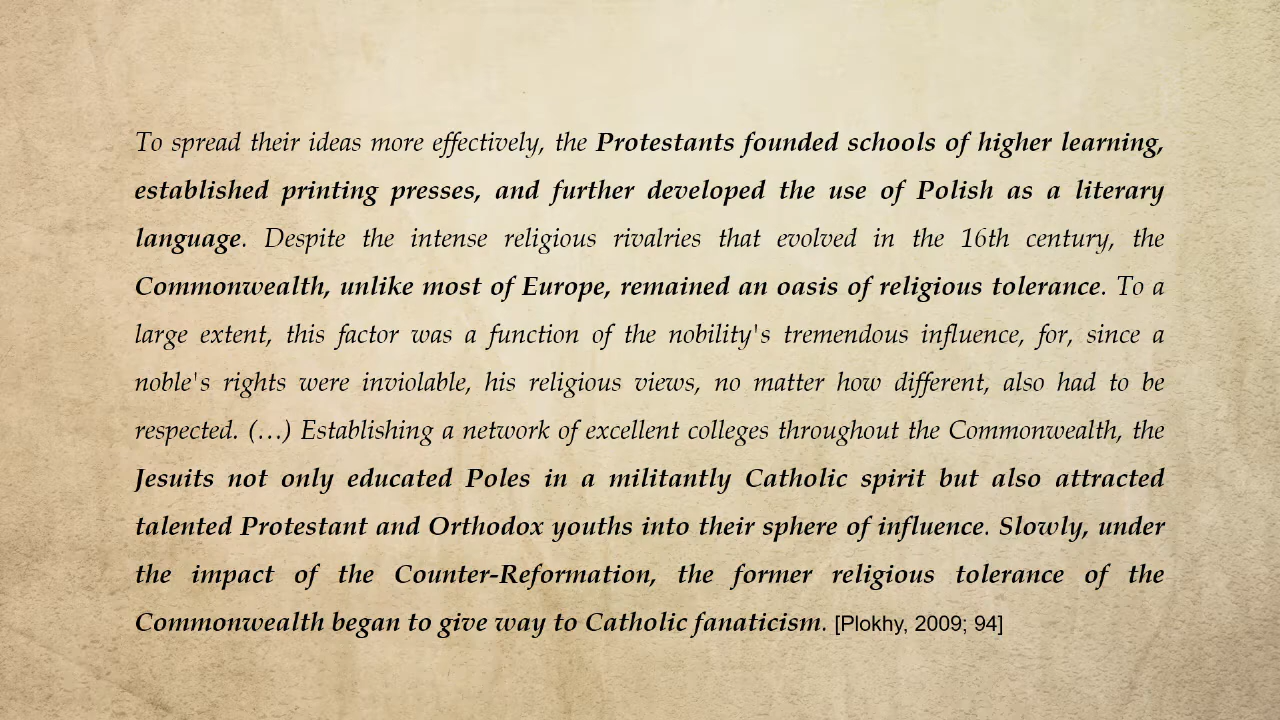 To spread their ideas more effectively, the Protestants founded schools of higher learning,
established printing presses, and further developed the use of Polish as a literary
language. Despite the intense religious rivalries that evolved in the 16th century, the
Commonwealth, unlike most of Europe, remained an oasis of religious tolerance. To a
large extent, this factor was a function of the nobility's tremendous influence, for, since a
noble's rights were inviolable, his religious views, no matter how different, also had to be
respected. (…) Establishing a network of excellent colleges throughout the Commonwealth, the
Jesuits not only educated Poles in a militantly Catholic spirit but also attracted
talented Protestant and Orthodox youths into their sphere of influence. Slowly, under
the impact of the Counter-Reformation, the former religious tolerance of the
Commonwealth began to give way to Catholic fanaticism. [Plokhy, 2009; 94]